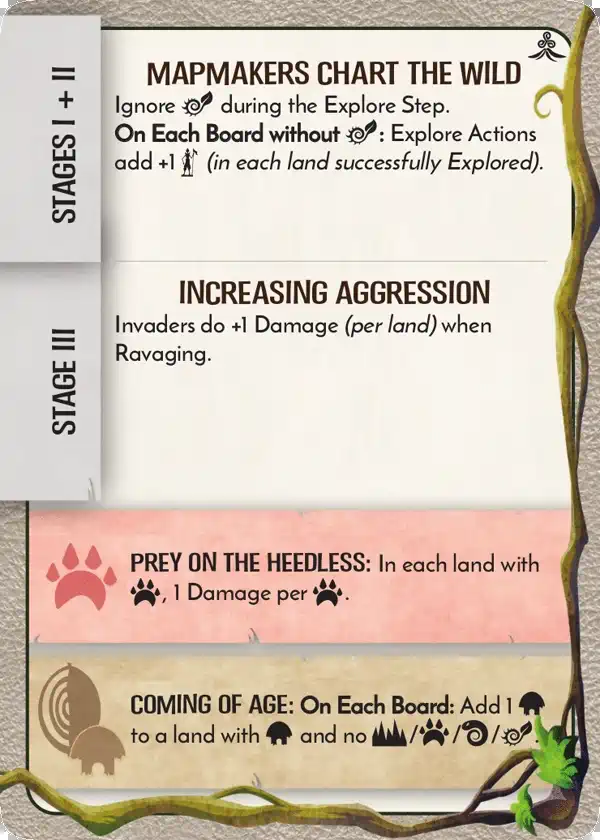 STAGES I + II
MAPMAKERS CHART THE WILD
Ignore during the Explore Step.
On Each Board without : Explore Actions
add +1 (in each land successfully Explored).
STAGE III
INCREASING AGGRESSION
Invaders do +1 Damage (per land) when
Ravaging.
PREY ON THE HEEDLESS: In each land with
, 1 Damage per .
COMING OF AGE: On Each Board: Add 1
to a land with and no / / / .